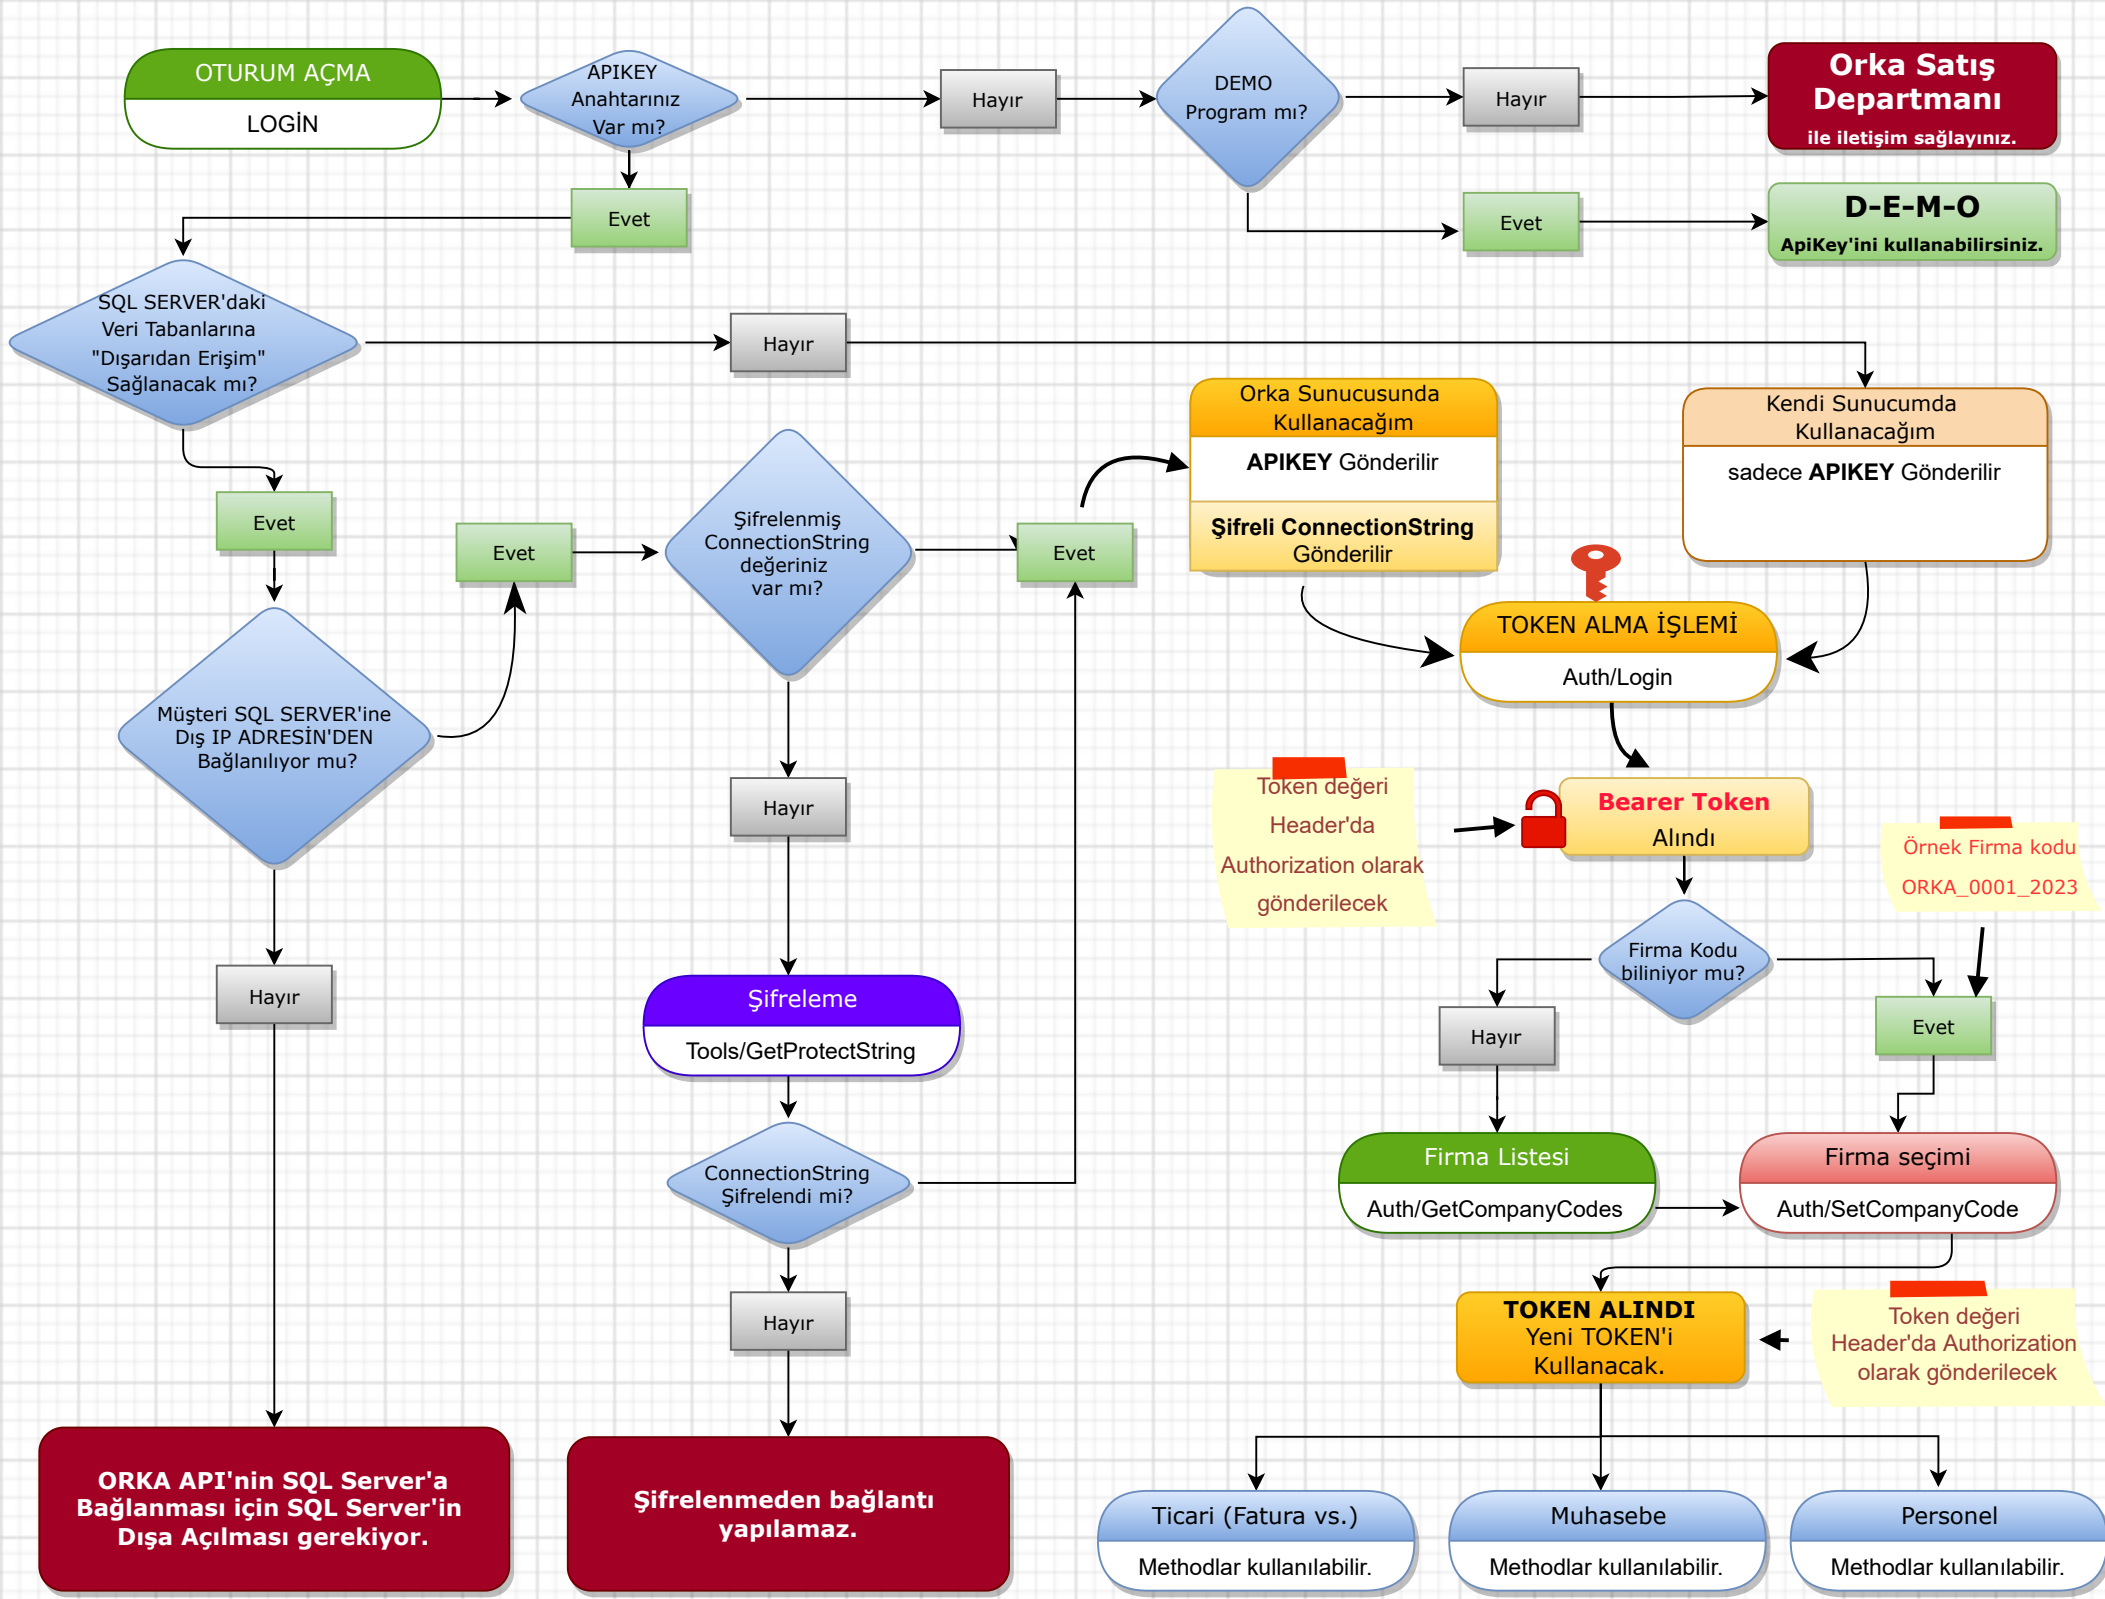 OTURUM AÇMA
LOGİN
APIKEY
Anahtarınız
Var mı?
Hayır
DEMO
Program mı?
Hayır
Orka Satış
Departmanı
ile iletişim sağlayınız.
Evet
Evet
D-E-M-O
ApiKey'ini kullanabilirsiniz.
SQL SERVER'daki
Veri Tabanlarına
"Dışarıdan Erişim"
Sağlanacak mı?
Hayır
Orka Sunucusunda
Kullanacağım
APIKEY Gönderilir
Şifreli ConnectionString
Gönderilir
Kendi Sunucumda
Kullanacağım
sadece APIKEY Gönderilir
Evet
Evet
Şifrelenmiş
ConnectionString
değeriniz
var mı?
Evet
TOKEN ALMA İŞLEMİ
Auth/Login
Müşteri SQL SERVER'ine
Dış IP ADRESİN'DEN
Bağlanılıyor mu?
Hayır
Token değeri
Header'da
Authorization olarak
gönderilecek
Bearer Token
Alındı
Örnek Firma kodu
ORKA_0001_2023
Firma Kodu
biliniyor mu?
Hayır
Hayır
Evet
Şifreleme
Tools/GetProtectString
ConnectionString
Şifrelendi mi?
Firma Listesi
Auth/GetCompanyCodes
Firma seçimi
Auth/SetCompanyCode
Hayır
TOKEN ALINDI
Yeni TOKEN'i
Kullanacak.
Token değeri
Header'da Authorization
olarak gönderilecek
ORKA API'nin SQL Server'a
Bağlanması için SQL Server'in
Dışa Açılması gerekiyor.
Şifrelenmeden bağlantı
yapılamaz.
Ticari (Fatura vs.)
Methodlar kullanılabilir.
Muhasebe
Methodlar kullanılabilir.
Personel
Methodlar kullanılabilir.